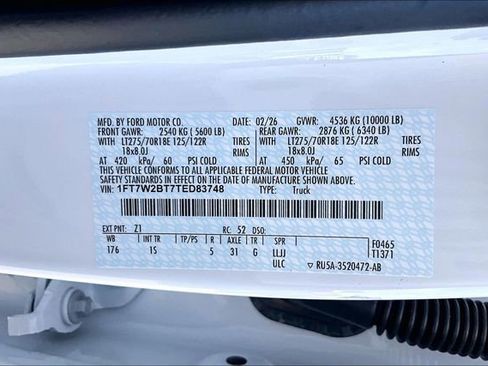 MFD. BY FORD MOTOR CO. DATE: 02/26 GVWR: 4536 KG (10000 LB)
FRONT GAWR: 2540 KG (5600 LB) REAR GAWR: 2876 KG (6340 LB)
WITH LT275/70R18E 125/122R TIRES WITH LT275/70R18E 125/122R TIRES
18x8.0J RIMS 18x8.0J RIMS
AT 420 kPa/ 60 PSI COLD AT 450 kPa/ 65 PSI COLD
THIS VEHICLE CONFORMS TO ALL APPLICABLE FEDERAL MOTOR VEHICLE
SAFETY STANDARDS IN EFFECT ON THE DATE OF MANUFACTURE SHOWN ABOVE.
VIN: 1FT7W2BT7TED83748 TYPE: Truck
EXT PNT: Z1 RC: 52 DSO:
WB INT TR TP/PS R AXLE TR SPR F0465
176 IS 5 31 G LLJJ T1371
ULC ▽ RU5A-3520472-AB